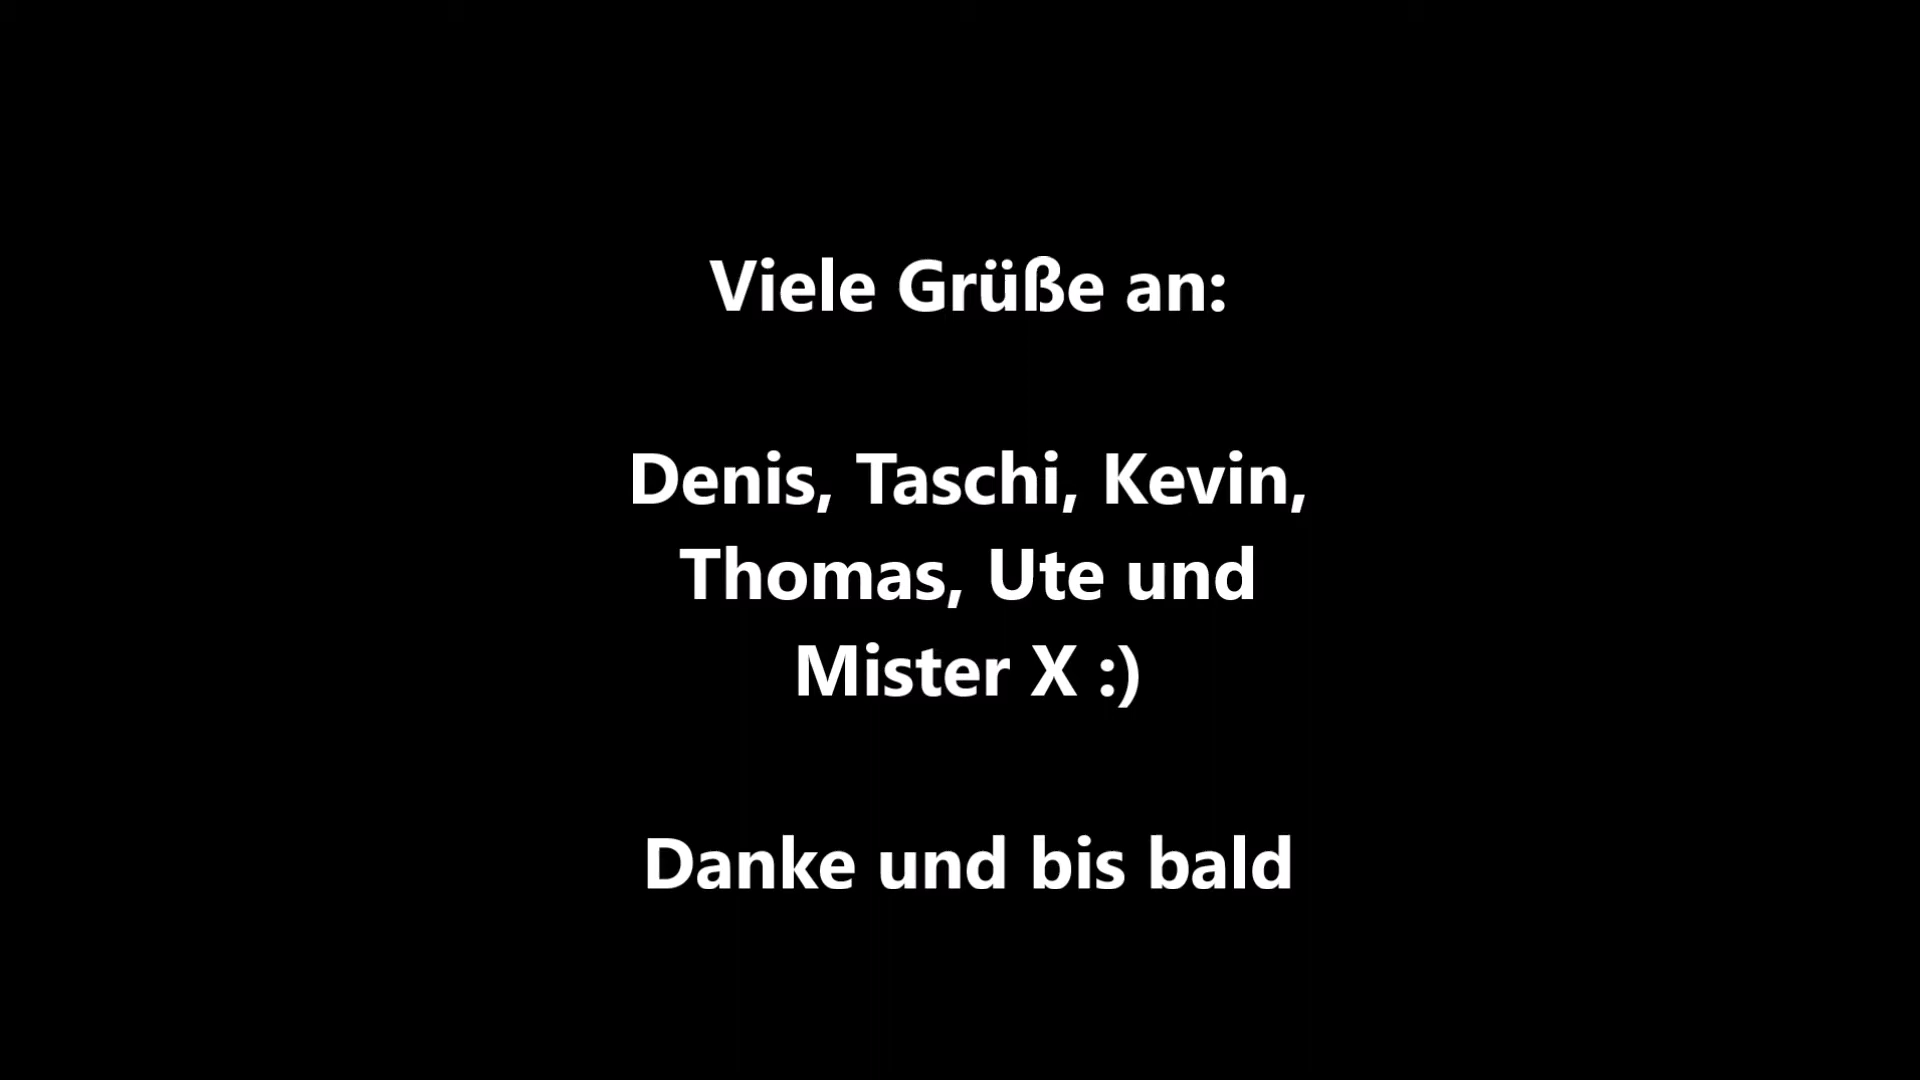 Viele Grüße an:
Denis, Taschi, Kevin,
Thomas, Ute und
Mister X :)
Danke und bis bald